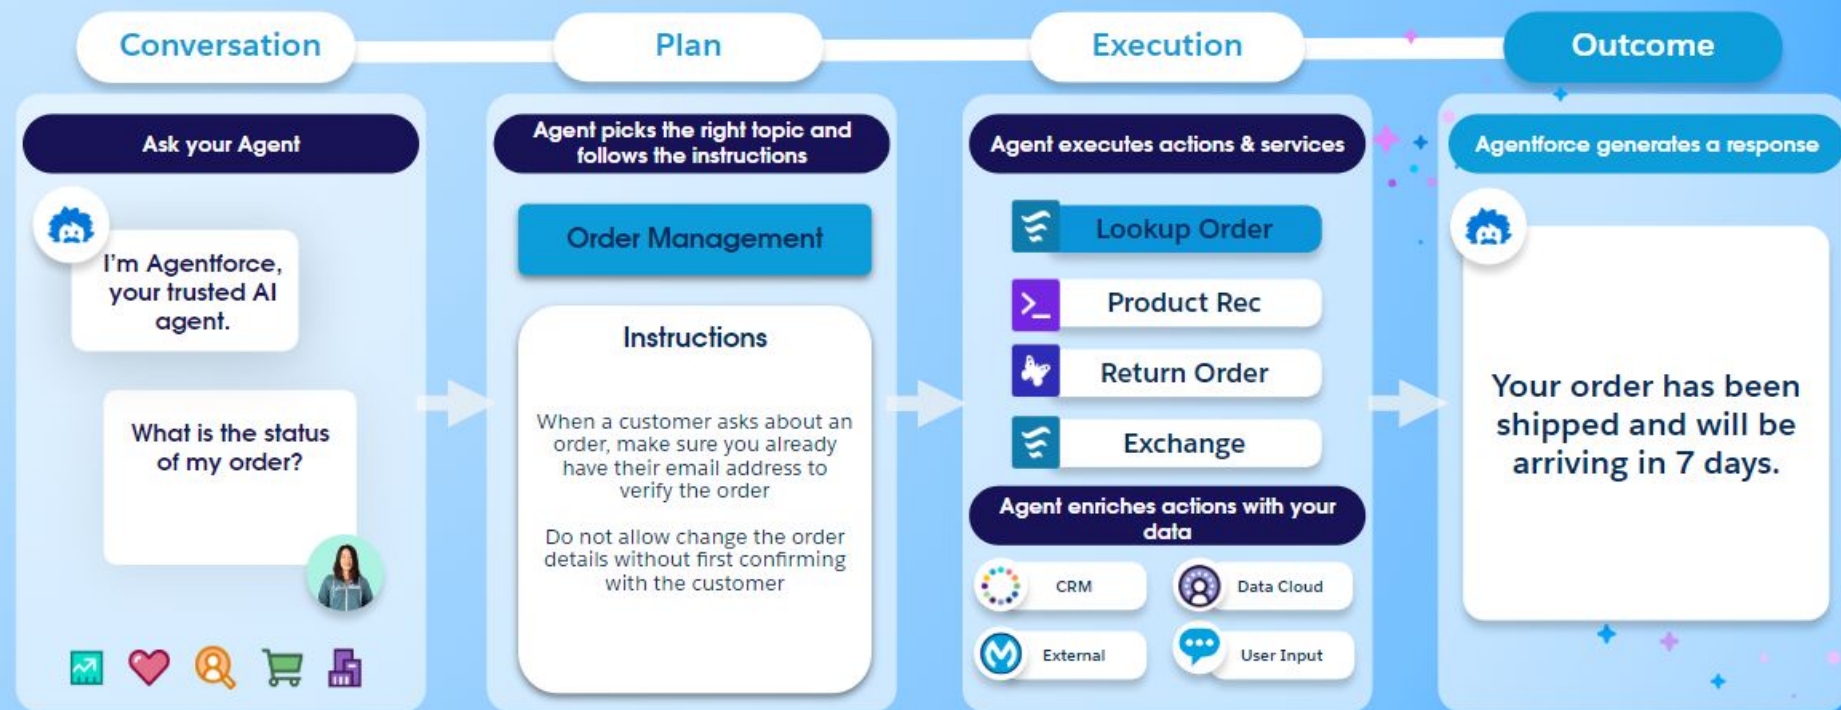 Conversation
Plan
Execution
Outcome
Ask your Agent
I'm Agentforce,
your trusted AI
agent.
What is the status
of my order?
Agent picks the right topic and
follows the instructions
Order Management
Instructions
When a customer asks about an
order, make sure you already
have their email address to
verify the order
Do not allow change the order
details without first confirming
with the customer
Agent executes actions & services
Lookup Order
Product Rec
Return Order
Exchange
Agent enriches actions with your
data
CRM
Data Cloud
External
User Input
Agentforce generates a response
Your order has been
shipped and will be
arriving in 7 days.